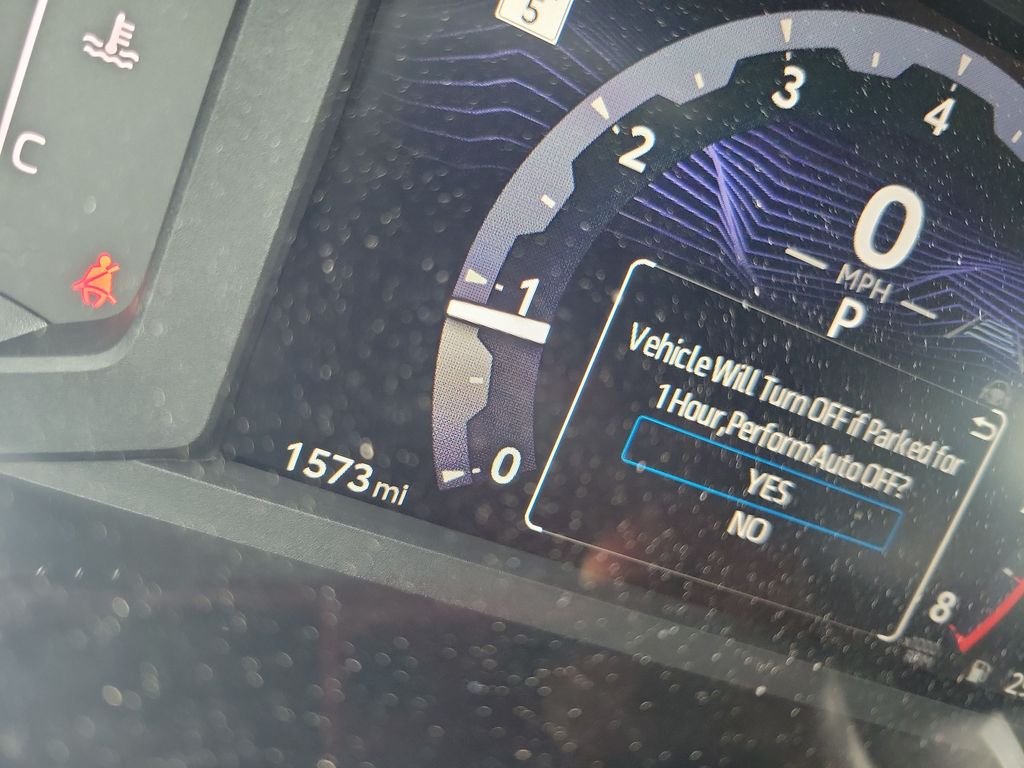 5
C
1573 mi
0
1
2
3
4
8
0
MPH
P
Vehicle Will Turn OFF if Parked for
1 Hour, Perform Auto OFF?
YES
NO